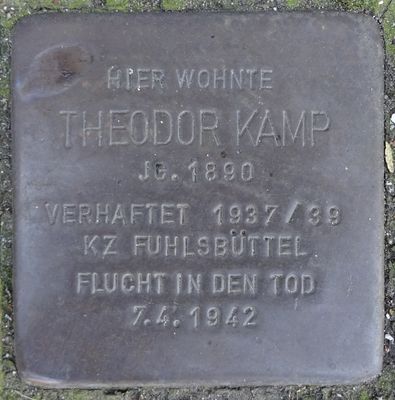 HIER WOHNTE
THEODOR KAMP
JG. 1890
VERHAFTET 1937/39
KZ FUHLSBÜTTEL
FLUCHT IN DEN TOD
7.4.1942